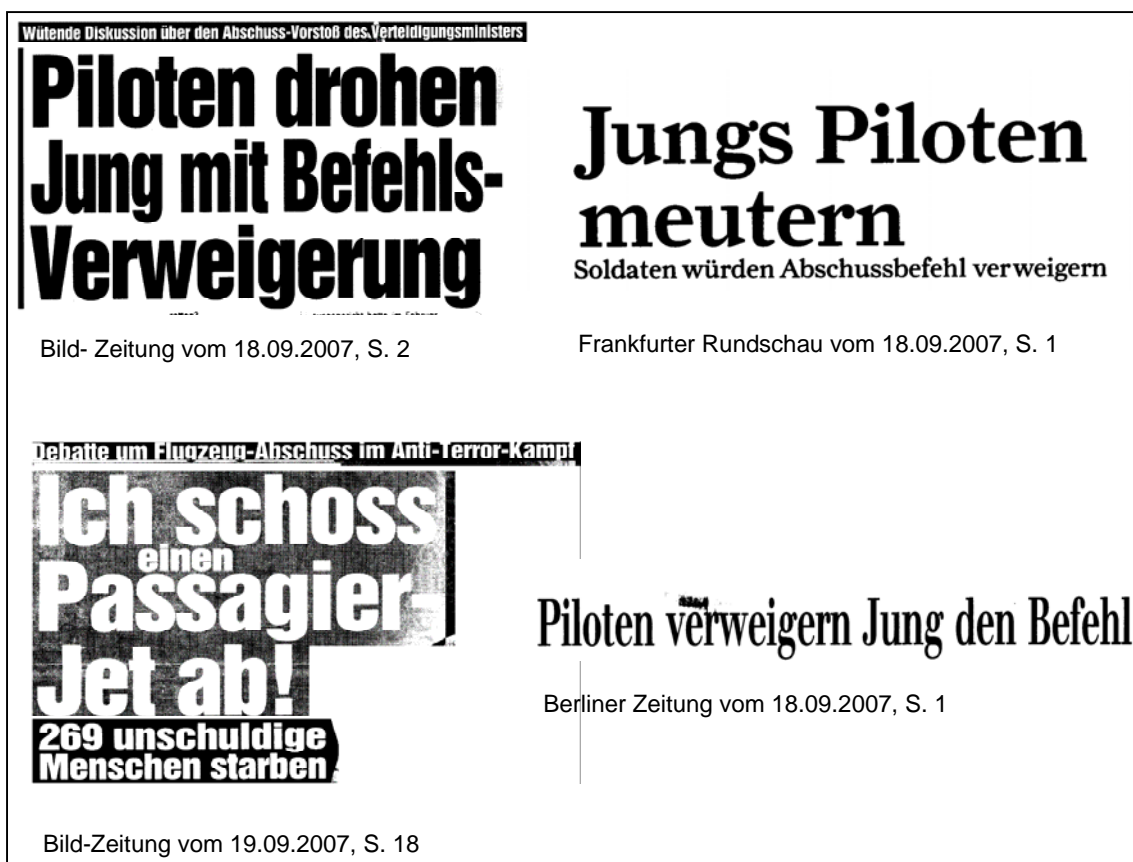 Wütende Diskussion über den Abschuss-Vorstoß des Verteidigungsministers
Piloten drohen
Jung mit Befehls-
Verweigerung
Bild- Zeitung vom 18.09.2007, S. 2
Jungs Piloten
meutern
Soldaten würden Abschussbefehl verweigern
Frankfurter Rundschau vom 18.09.2007, S. 1
Debatte um Flugzeug-Abschuss im Anti-Terror-Kampf
Ich schoss
einen
Passagier-
Jet ab!
269 unschuldige
Menschen starben
Bild-Zeitung vom 19.09.2007, S. 18
Piloten verweigern Jung den Befehl
Berliner Zeitung vom 18.09.2007, S. 1